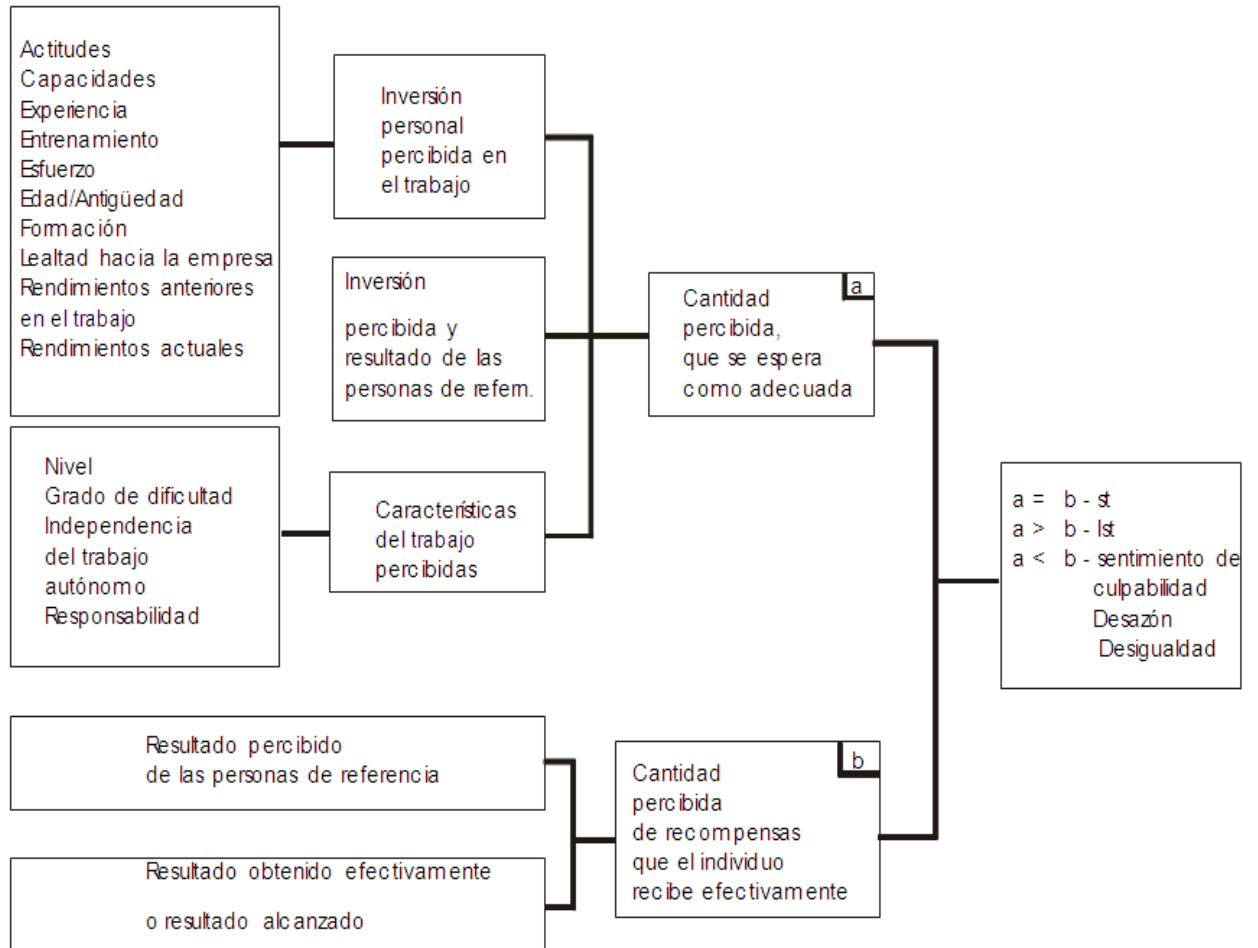 Actitudes
Capacidades
Experiencia
Entrenamiento
Esfuerzo
Edad/Antigüedad
Formación
Lealtad hacia la empresa
Rendimientos anteriores
en el trabajo
Rendimientos actuales
Inversión
personal
percibida en
el trabajo
Inversión
percibida y
resultado de las
personas de refern.
Nivel
Grado de dificultad
Independencia
del trabajo
autónomo
Responsabilidad
Características
del trabajo
percibidas
a
Cantidad
percibida,
que se espera
como adecuada
Resultado percibido
de las personas de referencia
Resultado obtenido efectivamente
o resultado alcanzado
b
Cantidad
percibida
de recompensas
que el individuo
recibe efectivamente
a = b - st
a > b - Ist
a < b - sentimiento de
culpabilidad
Desazón
Desigualdad